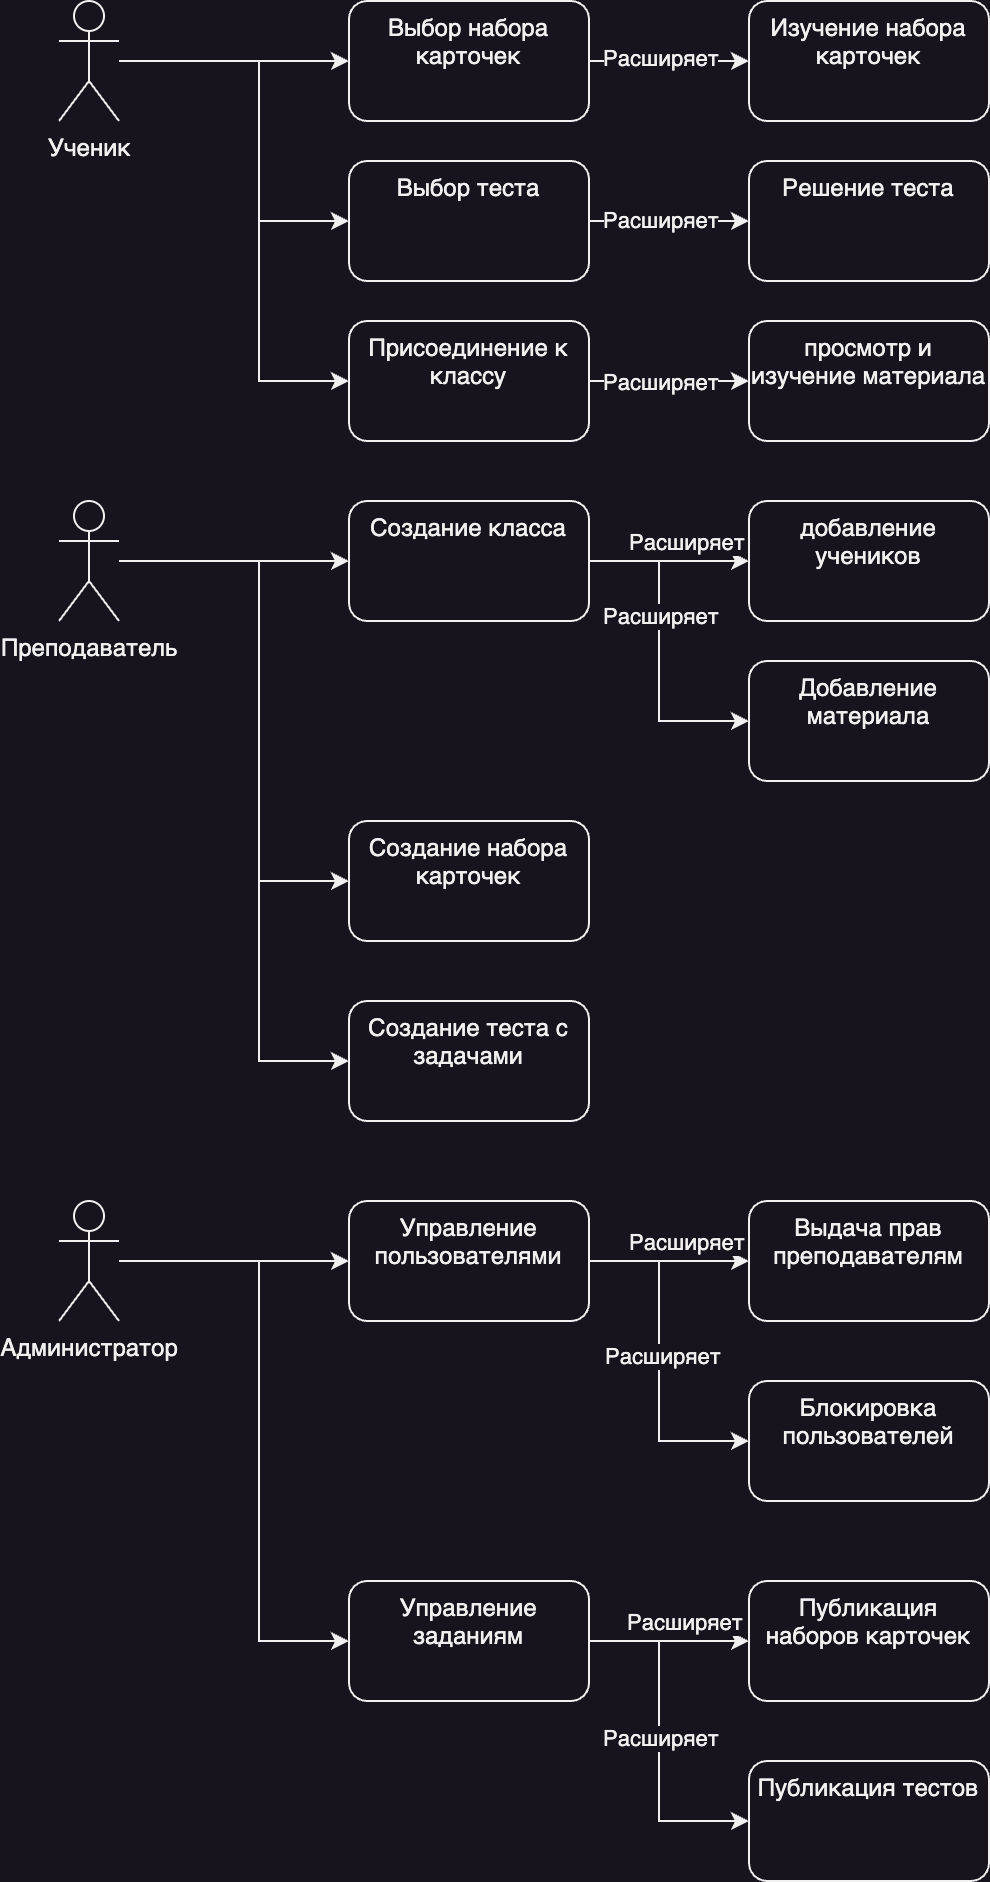 Выбор набора
карточек
Расширяет
Изучение набора
карточек
Ученик
Выбор теста
Расширяет
Решение теста
Присоединение к
классу
Расширяет
просмотр и
изучение материала
Создание класса
Расширяет
добавление
учеников
Расширяет
Преподаватель
Добавление
материала
Создание набора
карточек
Создание теста с
задачами
Управление
пользователями
Расширяет
Выдача прав
преподавателям
Администратор
Расширяет
Блокировка
пользователей
Управление
заданиям
Расширяет
Публикация
наборов карточек
Расширяет
Публикация тестов